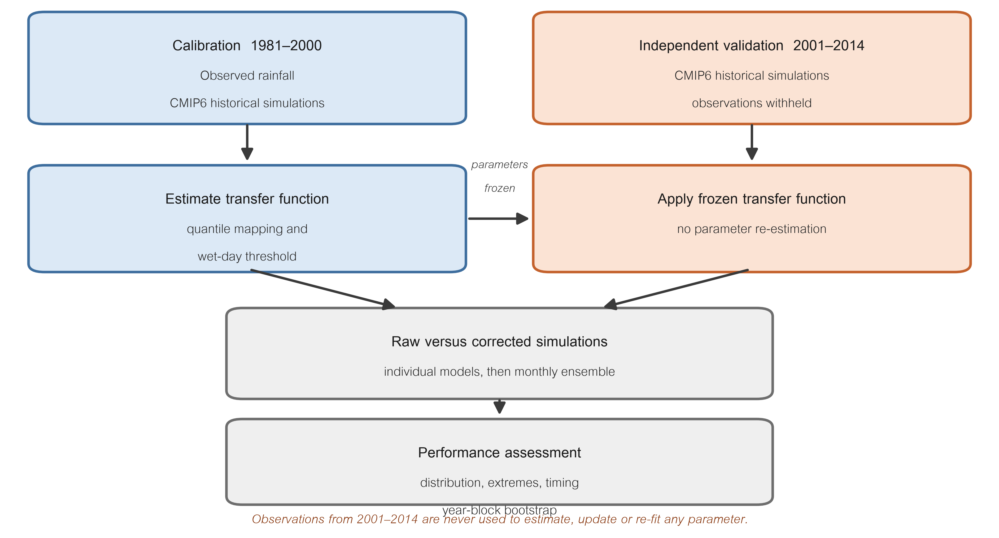 Calibration 1981–2000
Observed rainfall
CMIP6 historical simulations
Independent validation 2001–2014
CMIP6 historical simulations
observations withheld
Estimate transfer function
quantile mapping and
wet-day threshold
parameters
frozen
Apply frozen transfer function
no parameter re-estimation
Raw versus corrected simulations
individual models, then monthly ensemble
Performance assessment
distribution, extremes, timing
year-block bootstrap
Observations from 2001–2014 are never used to estimate, update or re-fit any parameter.